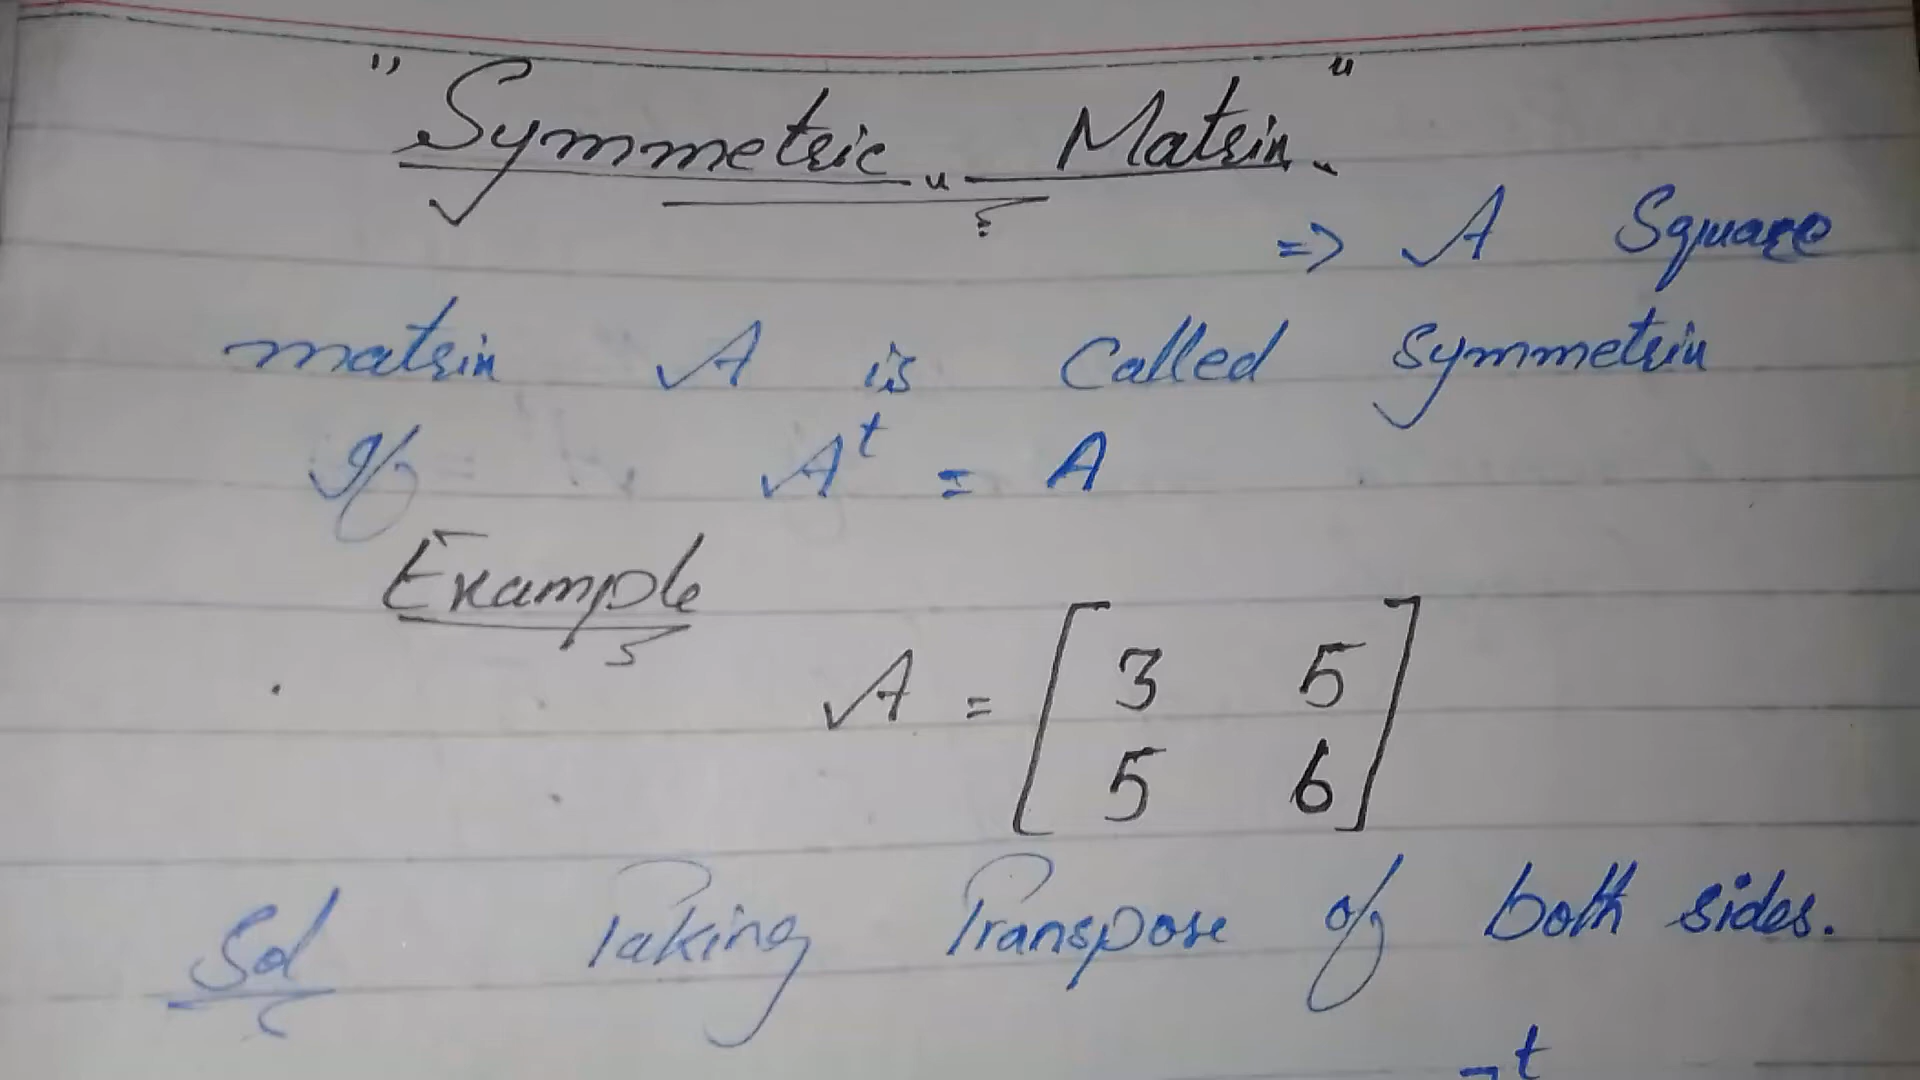 "Symmetric Matrix"
=> A Square
matrix A is Called Symmetric
If A^t = A
Example
A = [3 5
5 6]
Sol Taking Transpose of both sides.
t